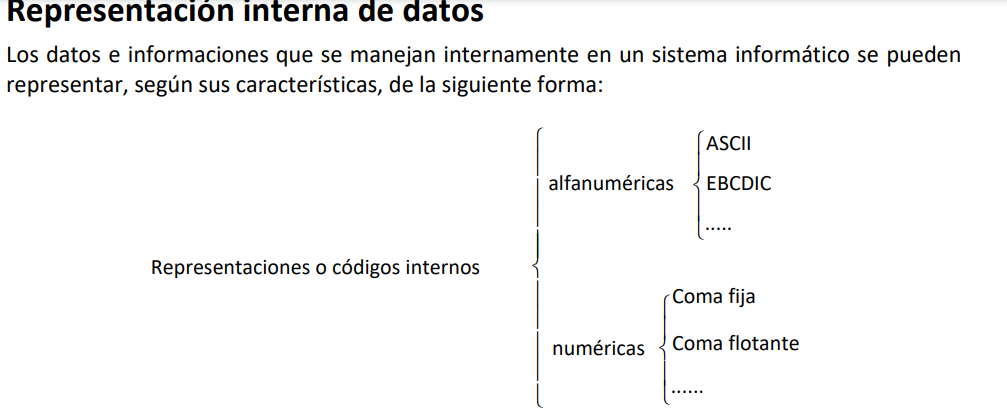 Representación interna de datos
Los datos e informaciones que se manejan internamente en un sistema informático se pueden
representar, según sus características, de la siguiente forma:
Representaciones o códigos internos
alfanuméricas
ASCII
EBCDIC
.....
numéricas
Coma fija
Coma flotante
......